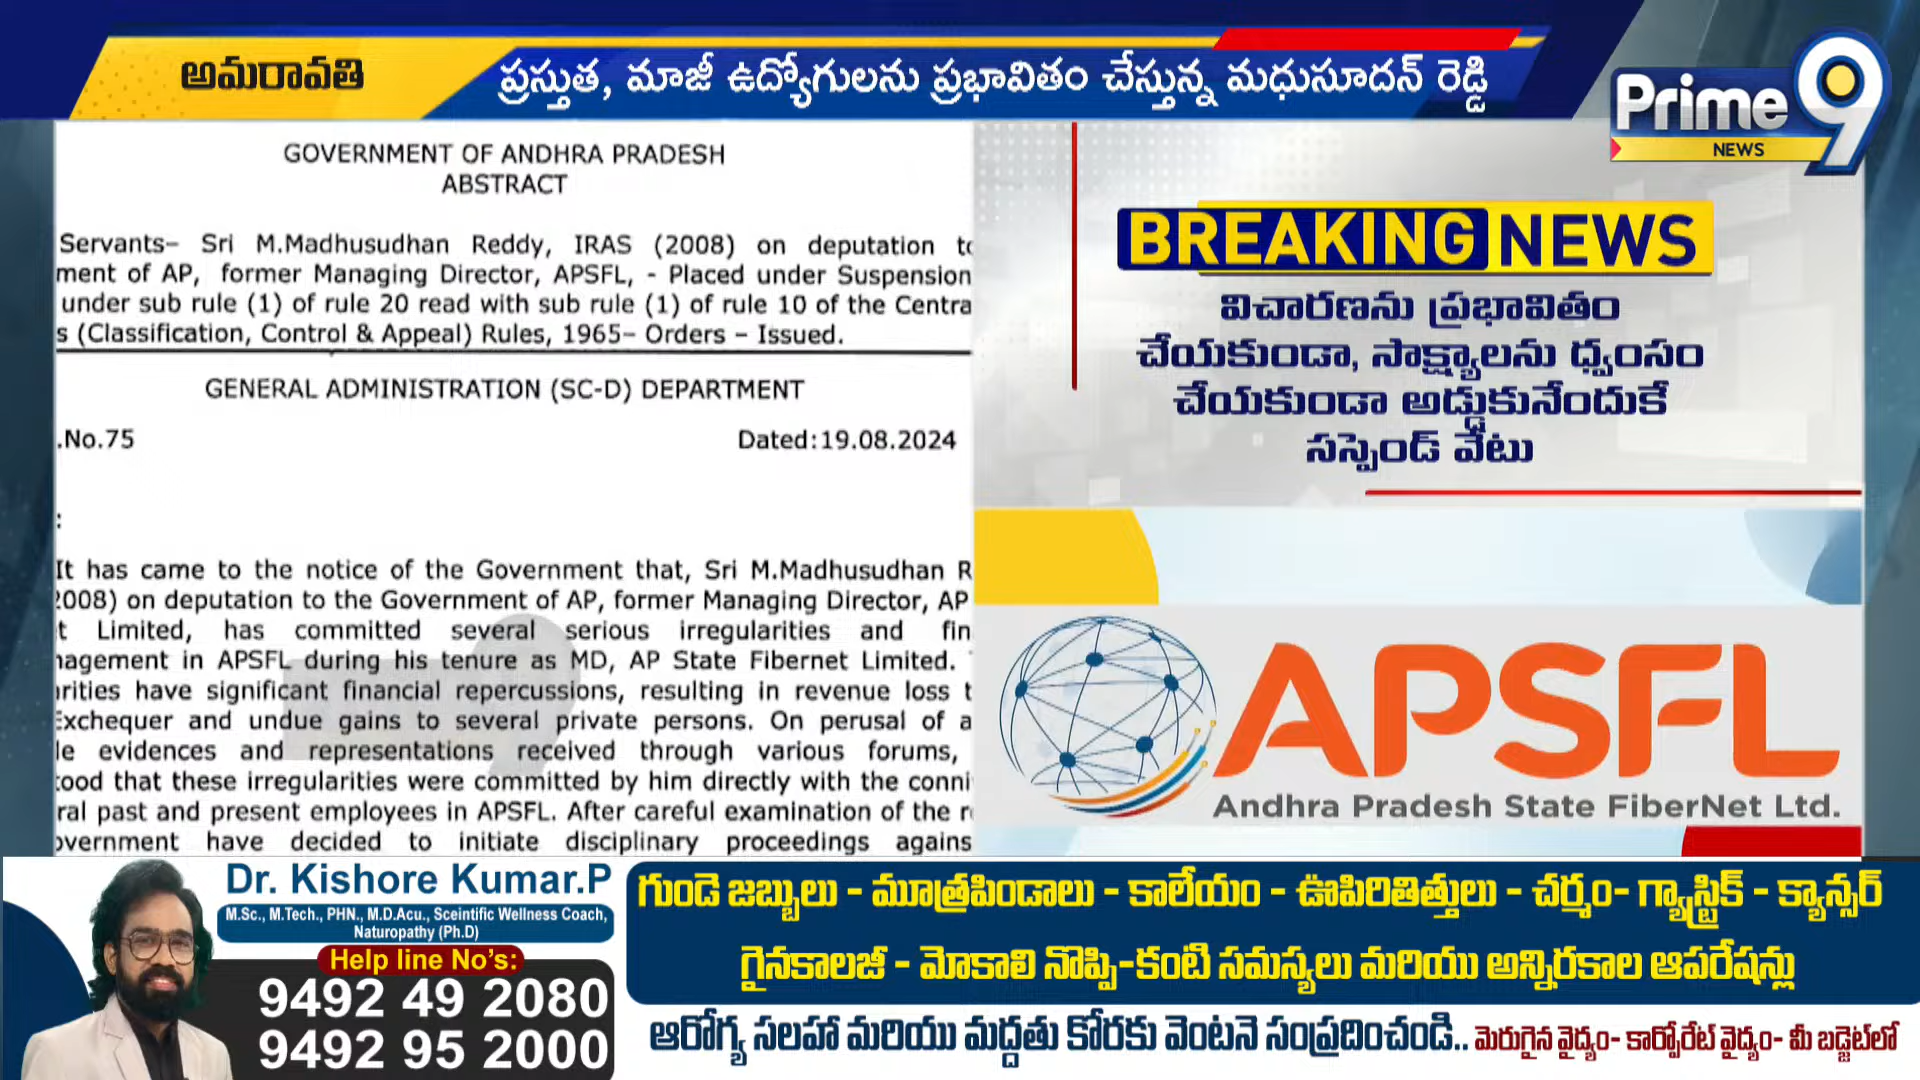 అమరావతి
ప్రస్తుత, మాజీ ఉద్యోగులను ప్రభావితం చేస్తున్న మధుసూదన్ రెడ్డి
Prime9
NEWS
GOVERNMENT OF ANDHRA PRADESH
ABSTRACT
Servants– Sri M.Madhusudhan Reddy, IRAS (2008) on deputation to
ment of AP, former Managing Director, APSFL, - Placed under Suspension
under sub rule (1) of rule 20 read with sub rule (1) of rule 10 of the Centra
s (Classification, Control & Appeal) Rules, 1965– Orders – Issued.
GENERAL ADMINISTRATION (SC-D) DEPARTMENT
.No.75 Dated:19.08.2024
:
It has came to the notice of the Government that, Sri M.Madhusudhan R
2008) on deputation to the Government of AP, former Managing Director, AP
t Limited, has committed several serious irregularities and fin
nagement in APSFL during his tenure as MD, AP State Fibernet Limited.
rities have significant financial repercussions, resulting in revenue loss t
Exchequer and undue gains to several private persons. On perusal of a
le evidences and representations received through various forums,
tood that these irregularities were committed by him directly with the conni
ral past and present employees in APSFL. After careful examination of the r
overnment have decided to initiate disciplinary proceedings agains
BREAKING NEWS
విచారణను ప్రభావితం
చేయకుండా, సాక్ష్యాలను ధ్వంసం
చేయకుండా అడ్డుకునేందుకే
సస్పెండ్ వేటు
APSFL
Andhra Pradesh State FiberNet Ltd.
Dr. Kishore Kumar.P
M.Sc., M.Tech., PHN., M.D.Acu., Sceintific Wellness Coach,
Naturopathy (Ph.D)
Help line No's:
9492 49 2080
9492 95 2000
గుండె జబ్బులు - మూత్రపిండాలు - కాలేయం - ఊపిరితిత్తులు - చర్మం- గ్యాస్ట్రిక్ - క్యాన్సర్
గైనకాలజీ - మోకాలి నొప్పి-కంటి సమస్యలు మరియు అన్నిరకాల ఆపరేషన్లు
ఆరోగ్య సలహా మరియు మద్దతు కోరకు వెంటనె సంప్రదించండి.. మెరుగైన వైద్యం- కార్పోరేట్ వైద్యం- మీ బడ్జెట్‌లో